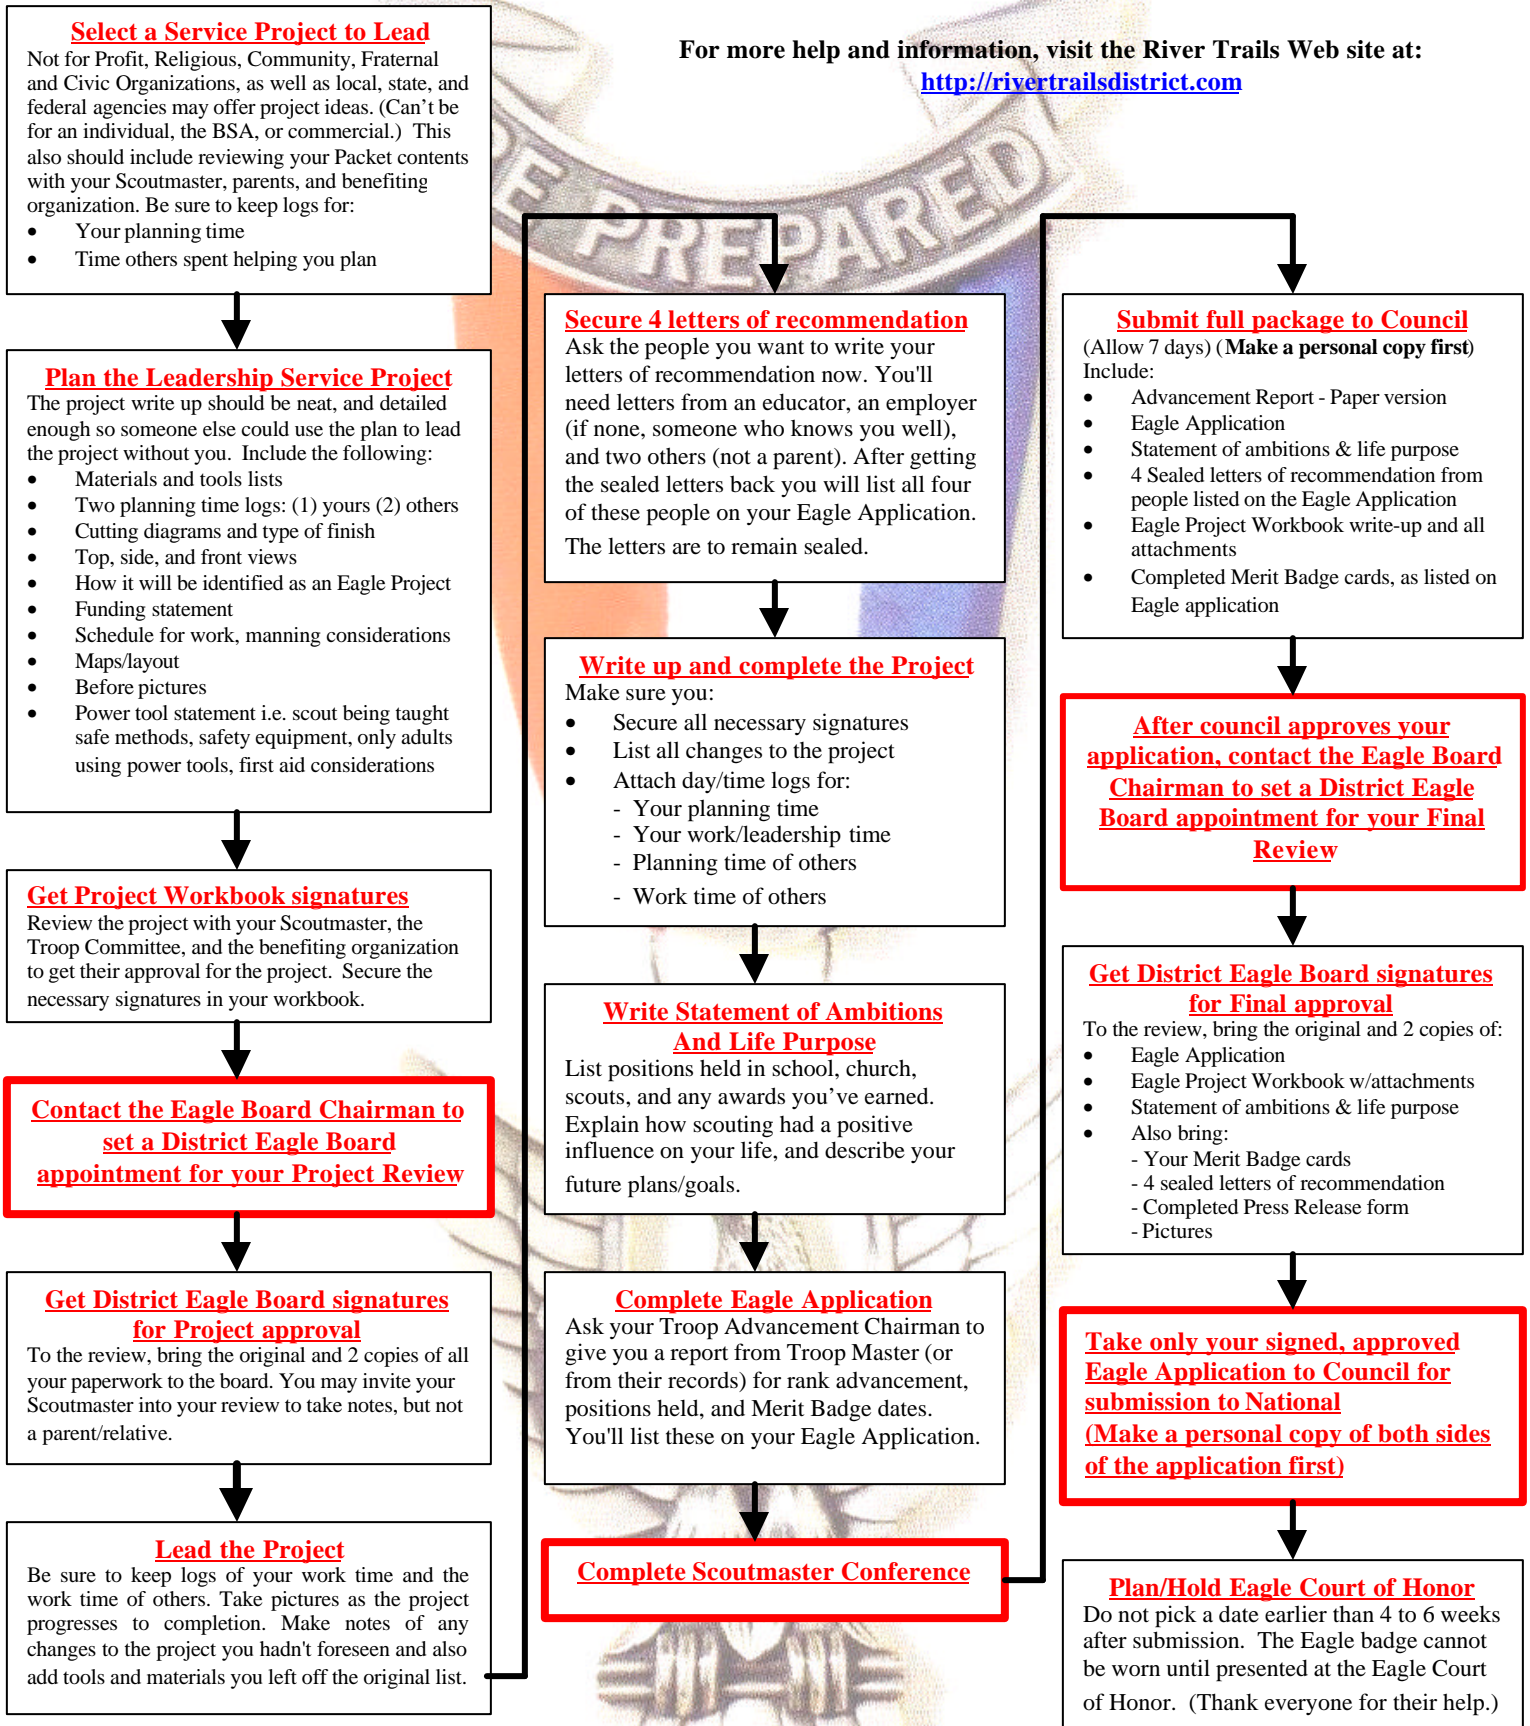 Select a Service Project to Lead
Not for Profit, Religious, Community, Fraternal
and Civic Organizations, as well as local, state, and
federal agencies may offer project ideas. (Can't be
for an individual, the BSA, or commercial.)  This
also should include reviewing your Packet contents
with your Scoutmaster, parents, and benefiting
organization. Be sure to keep logs for:
• Your planning time
• Time others spent helping you plan
Plan the Leadership Service Project
The project write up should be neat, and detailed
enough so someone else could use the plan to lead
the project without you.  Include the following:
• Materials and tools lists
• Two planning time logs: (1) yours (2) others
• Cutting diagrams and type of finish
• Top, side, and front views
• How it will be identified as an Eagle Project
• Funding statement
• Schedule for work, manning considerations
• Maps/layout
• Before pictures
• Power tool statement i.e. scout being taught
safe methods, safety equipment, only adults
using power tools, first aid considerations
Get Project Workbook signatures
Review the project with your Scoutmaster, the
Troop Committee, and the benefiting organization
to get their approval for the project.  Secure the
necessary signatures in your workbook.
Contact the Eagle Board Chairman to
set a District Eagle Board
appointment for your Project Review
Get District Eagle Board signatures
for Project approval
To the review, bring the original and 2 copies of all
your paperwork to the board. You may invite your
Scoutmaster into your review to take notes, but not
a parent/relative.
Lead the Project
Be sure to keep logs of your work time and the
work time of others. Take pictures as the project
progresses to completion. Make notes of any
changes to the project you hadn't foreseen and also
add tools and materials you left off the original list.
For more help and information, visit the River Trails Web site at:
http://rivertrailsdistrict.com
BE PREPARED
Secure 4 letters of recommendation
Ask the people you want to write your
letters of recommendation now. You'll
need letters from an educator, an employer
(if none, someone who knows you well),
and two others (not a parent). After getting
the sealed letters back you will list all four
of these people on your Eagle Application.
The letters are to remain sealed.
Write up and complete the Project
Make sure you:
• Secure all necessary signatures
• List all changes to the project
• Attach day/time logs for:
- Your planning time
- Your work/leadership time
- Planning time of others
- Work time of others
Write Statement of Ambitions
And Life Purpose
List positions held in school, church,
scouts, and any awards you've earned.
Explain how scouting had a positive
influence on your life, and describe your
future plans/goals.
Complete Eagle Application
Ask your Troop Advancement Chairman to
give you a report from Troop Master (or
from their records) for rank advancement,
positions held, and Merit Badge dates.
You'll list these on your Eagle Application.
Complete Scoutmaster Conference
Submit full package to Council
(Allow 7 days) (Make a personal copy first)
Include:
• Advancement Report - Paper version
• Eagle Application
• Statement of ambitions & life purpose
• 4 Sealed letters of recommendation from
people listed on the Eagle Application
• Eagle Project Workbook write-up and all
attachments
• Completed Merit Badge cards, as listed on
Eagle application
After council approves your
application, contact the Eagle Board
Chairman to set a District Eagle
Board appointment for your Final
Review
Get District Eagle Board signatures
for Final approval
To the review, bring the original and 2 copies of:
• Eagle Application
• Eagle Project Workbook w/attachments
• Statement of ambitions & life purpose
• Also bring:
- Your Merit Badge cards
- 4 sealed letters of recommendation
- Completed Press Release form
- Pictures
Take only your signed, approved
Eagle Application to Council for
submission to National
(Make a personal copy of both sides
of the application first)
Plan/Hold Eagle Court of Honor
Do not pick a date earlier than 4 to 6 weeks
after submission.  The Eagle badge cannot
be worn until presented at the Eagle Court
of Honor.  (Thank everyone for their help.)